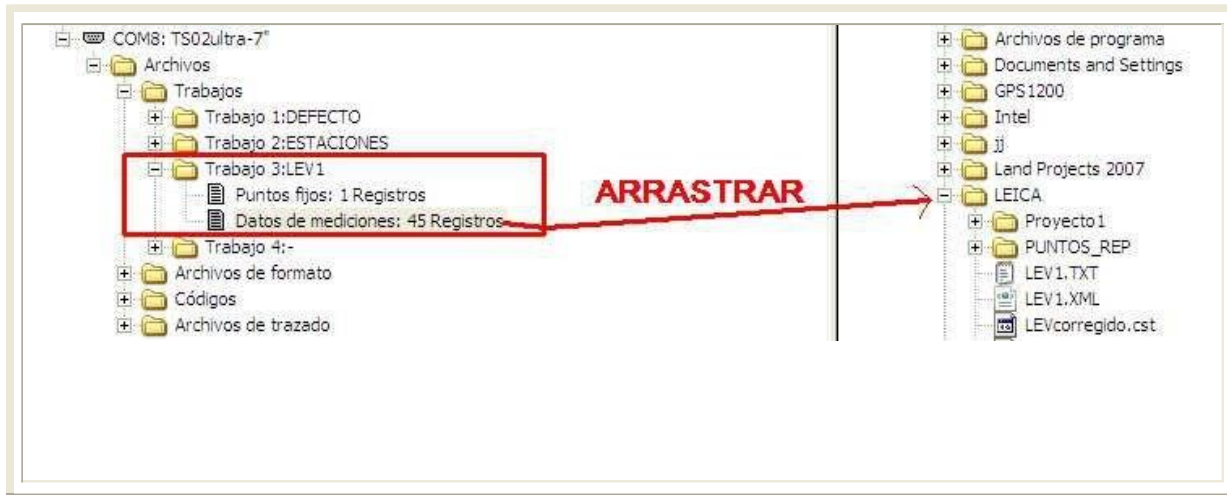 COM8: TS02ultra-7"
Archivos
Trabajos
Trabajo 1:DEFECTO
Trabajo 2:ESTACIONES
Trabajo 3:LEV1
Puntos fijos: 1 Registros
Datos de mediciones: 45 Registros
Trabajo 4:-
Archivos de formato
Códigos
Archivos de trazado
ARRASTRAR
Archivos de programa
Documents and Settings
GPS1200
Intel
jj
Land Projects 2007
LEICA
Proyecto1
PUNTOS_REP
LEV1.TXT
LEV1.XML
LEVcorregido.cst